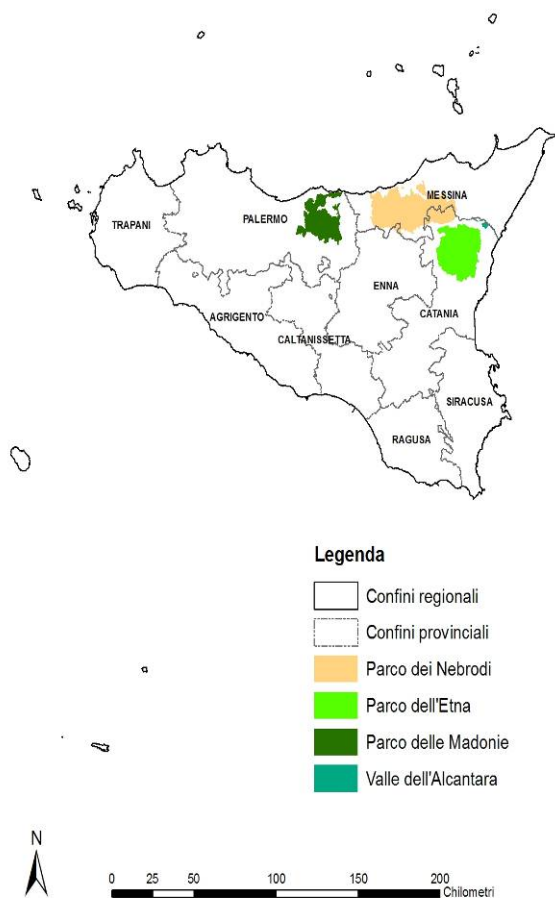 MESSINA
PALERMO
TRAPANI
ENNA
AGRIGENTO
CATANIA
CALTANISSETTA
SIRACUSA
RAGUSA
Legenda
Confini regionali
Confini provinciali
Parco dei Nebrodi
Parco dell'Etna
Parco delle Madonie
Valle dell'Alcantara
N
0 25 50 100 150 200
Chilometri